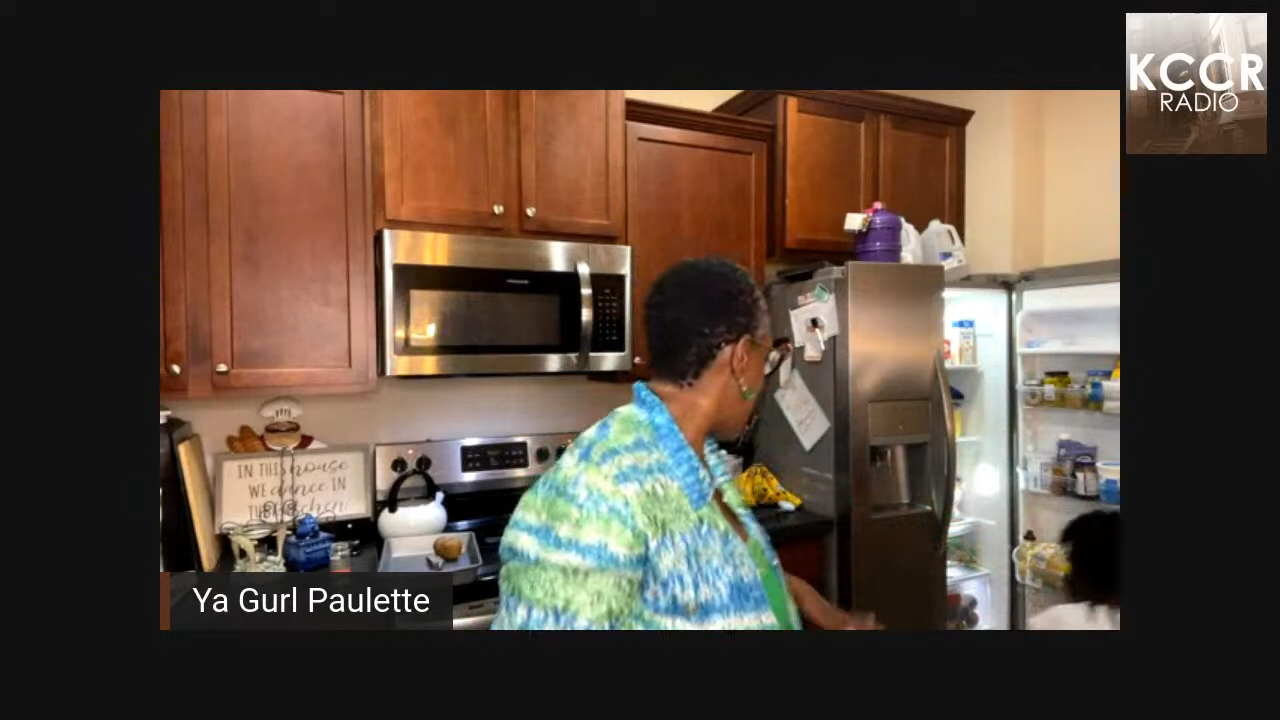 KCCR
RADIO
IN THIS house
WE dance IN
THE kitchen
Ya Gurl Paulette